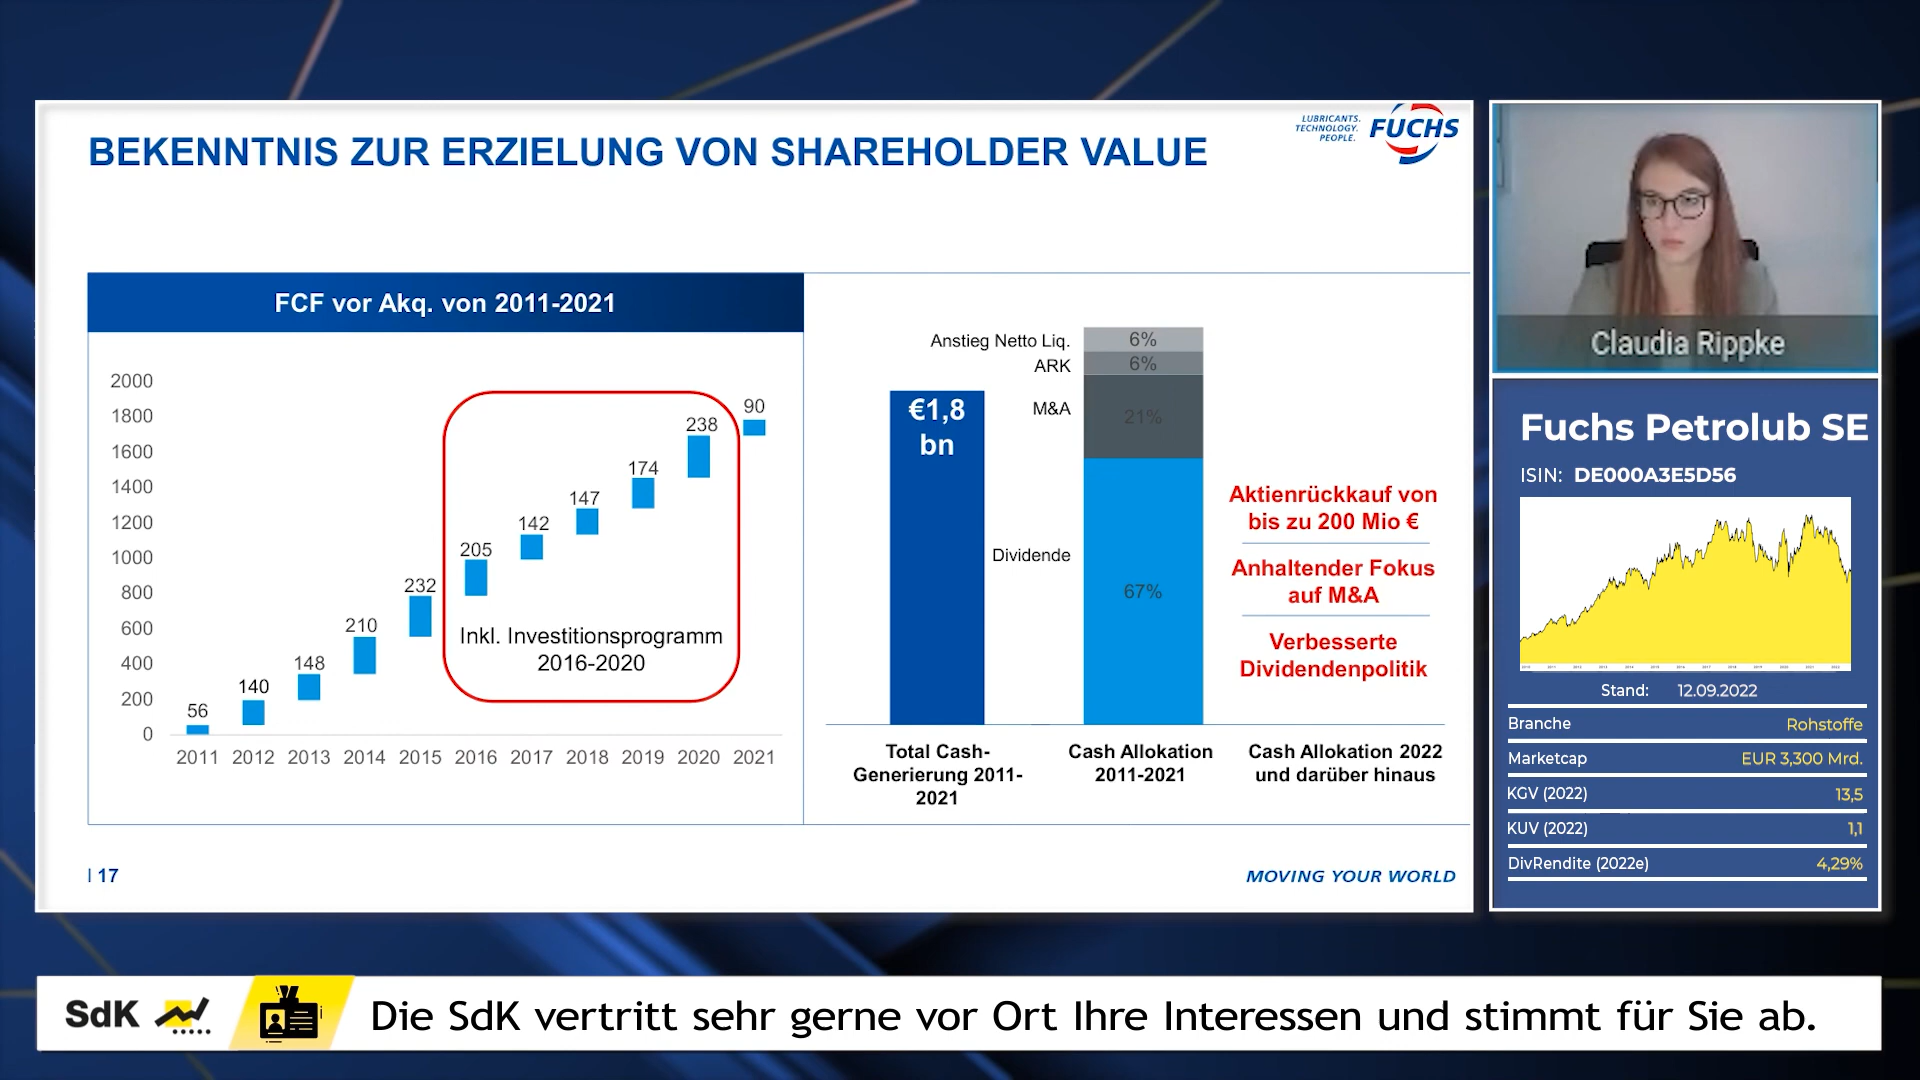 BEKENNTNIS ZUR ERZIELUNG VON SHAREHOLDER VALUE
LUBRICANTS.
TECHNOLOGY.
PEOPLE.
FUCHS
FCF vor Akq. von 2011-2021
2000
1800
1600
1400
1200
1000
800
600
400
200
0
56
140
148
210
232
205
142
147
174
238
90
Inkl. Investitionsprogramm
2016-2020
2011 2012 2013 2014 2015 2016 2017 2018 2019 2020 2021
€1,8
bn
Anstieg Netto Liq. 6%
ARK 6%
M&A 21%
Dividende 67%
Aktienrückkauf von
bis zu 200 Mio €
Anhaltender Fokus
auf M&A
Verbesserte
Dividendenpolitik
Total Cash-
Generierung 2011-
2021
Cash Allokation
2011-2021
Cash Allokation 2022
und darüber hinaus
| 17
MOVING YOUR WORLD
Claudia Rippke
Fuchs Petrolub SE
ISIN: DE000A3E5D56
Stand: 12.09.2022
Branche Rohstoffe
Marketcap EUR 3,300 Mrd.
KGV (2022) 13,5
KUV (2022) 1,1
DivRendite (2022e) 4,29%
SdK
Die SdK vertritt sehr gerne vor Ort Ihre Interessen und stimmt für Sie ab.